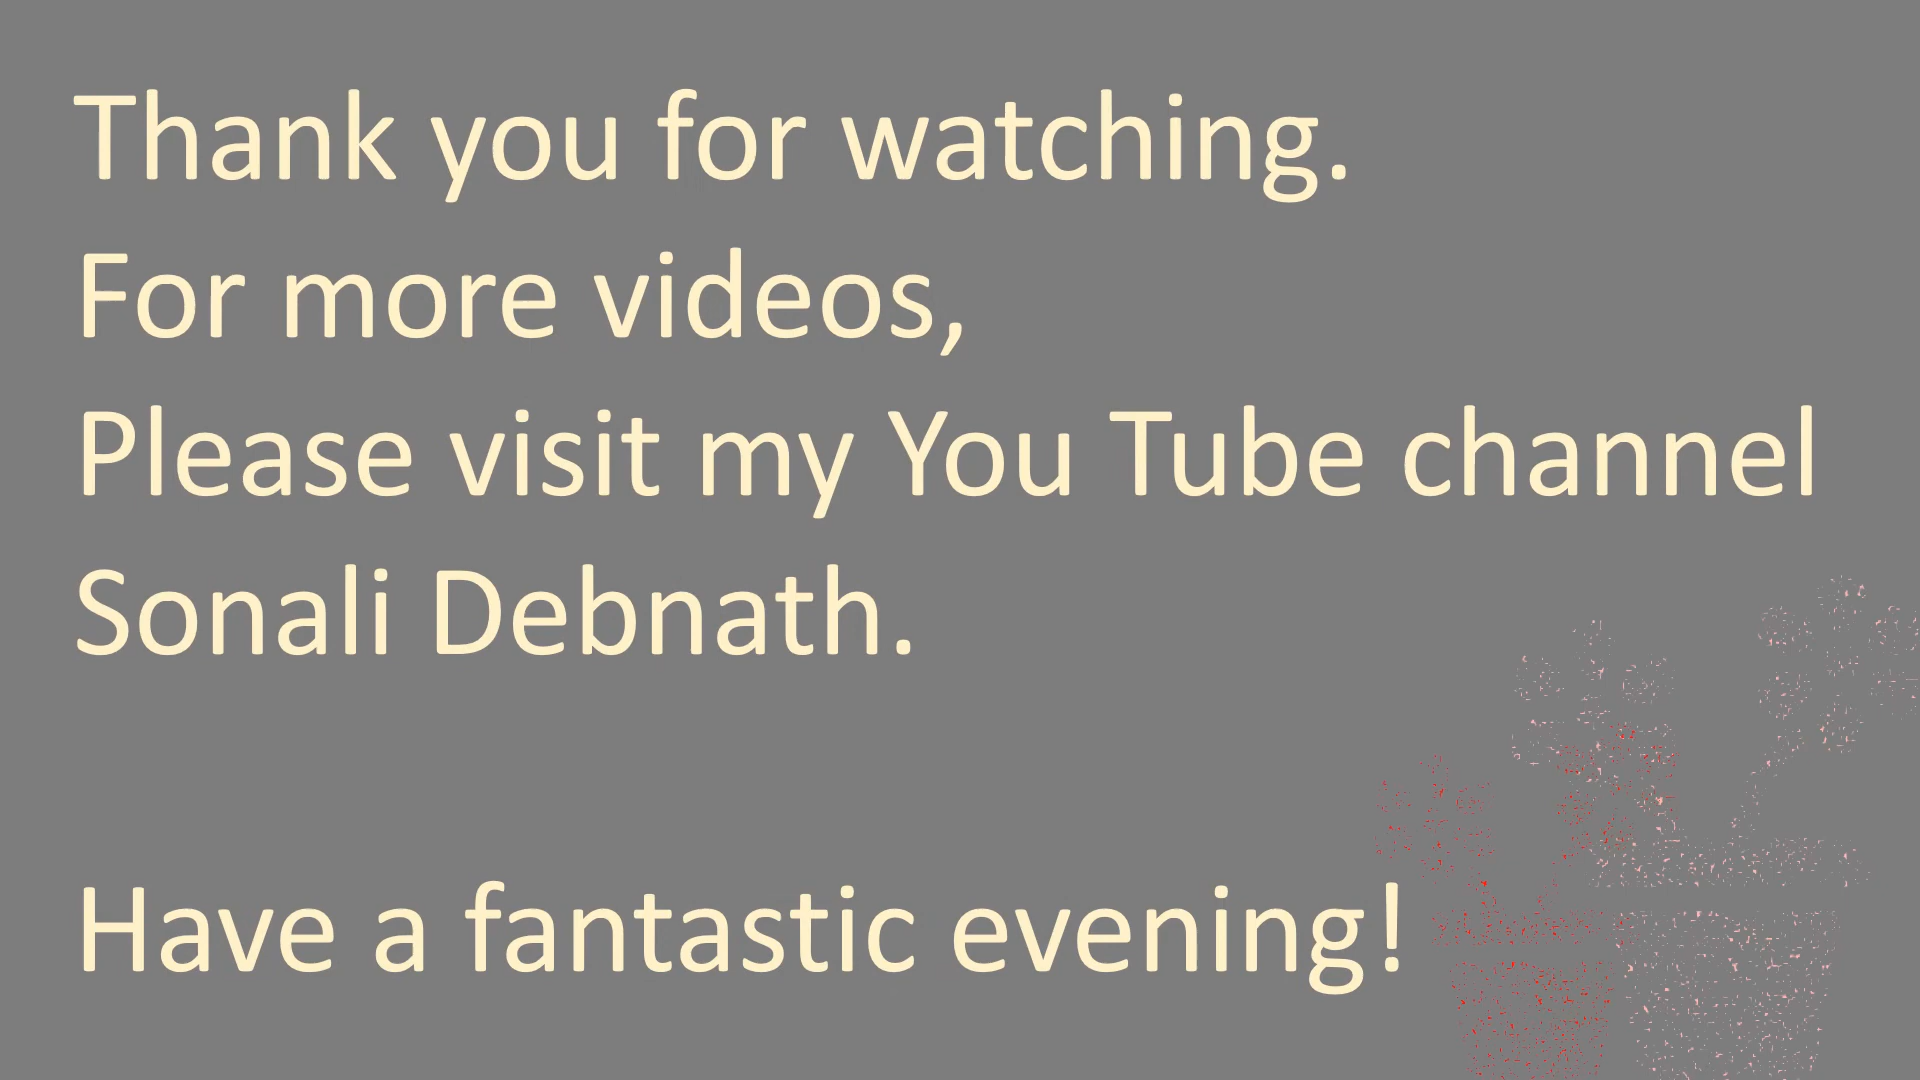 Thank you for watching.
For more videos,
Please visit my You Tube channel
Sonali Debnath.
Have a fantastic evening!